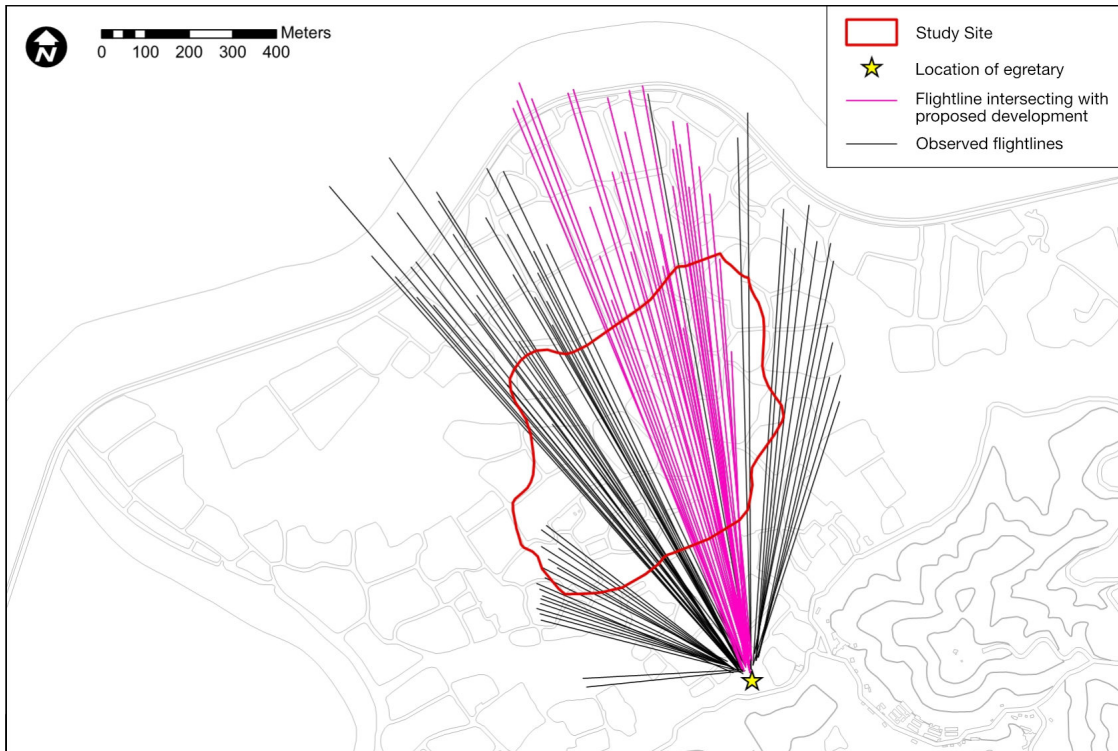 N
Meters
0 100 200 300 400
Study Site
Location of egretary
Flightline intersecting with
proposed development
Observed flightlines